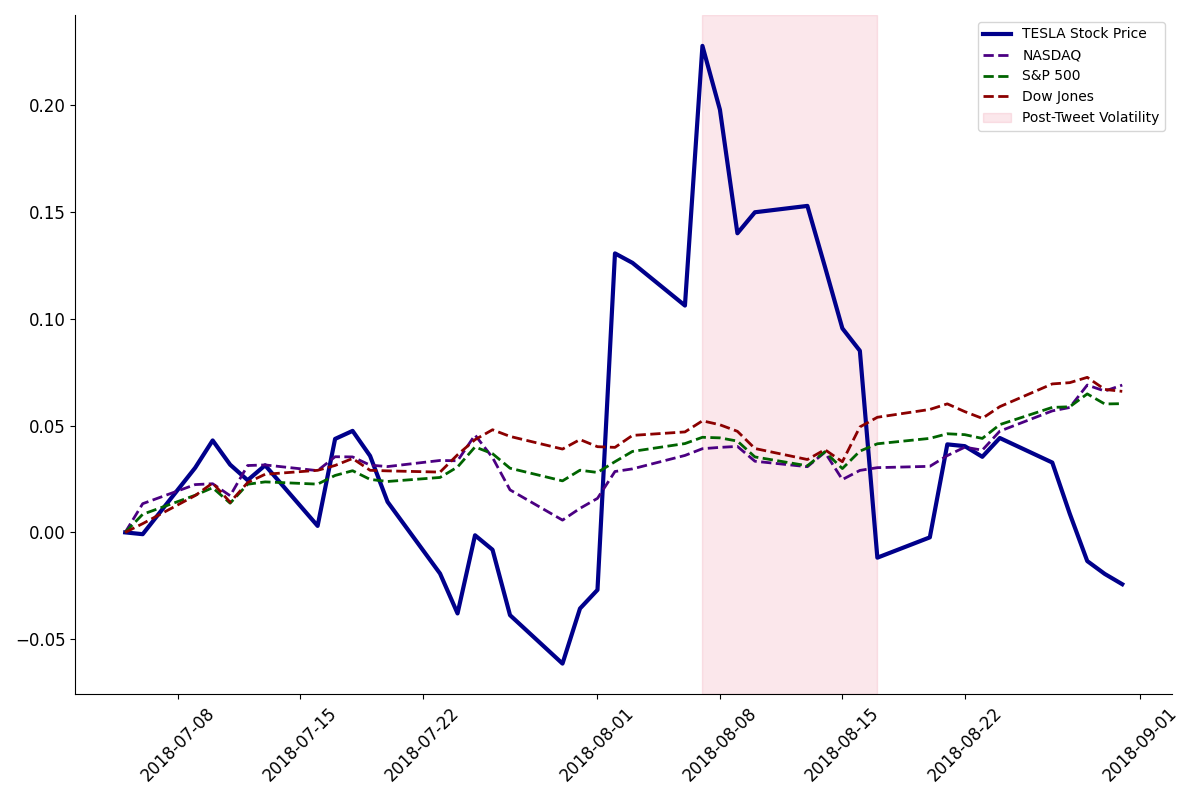 TESLA Stock Price
NASDAQ
S&P 500
Dow Jones
Post-Tweet Volatility
0.20
0.15
0.10
0.05
0.00
−0.05
2018-07-08
2018-07-15
2018-07-22
2018-08-01
2018-08-08
2018-08-15
2018-08-22
2018-09-01